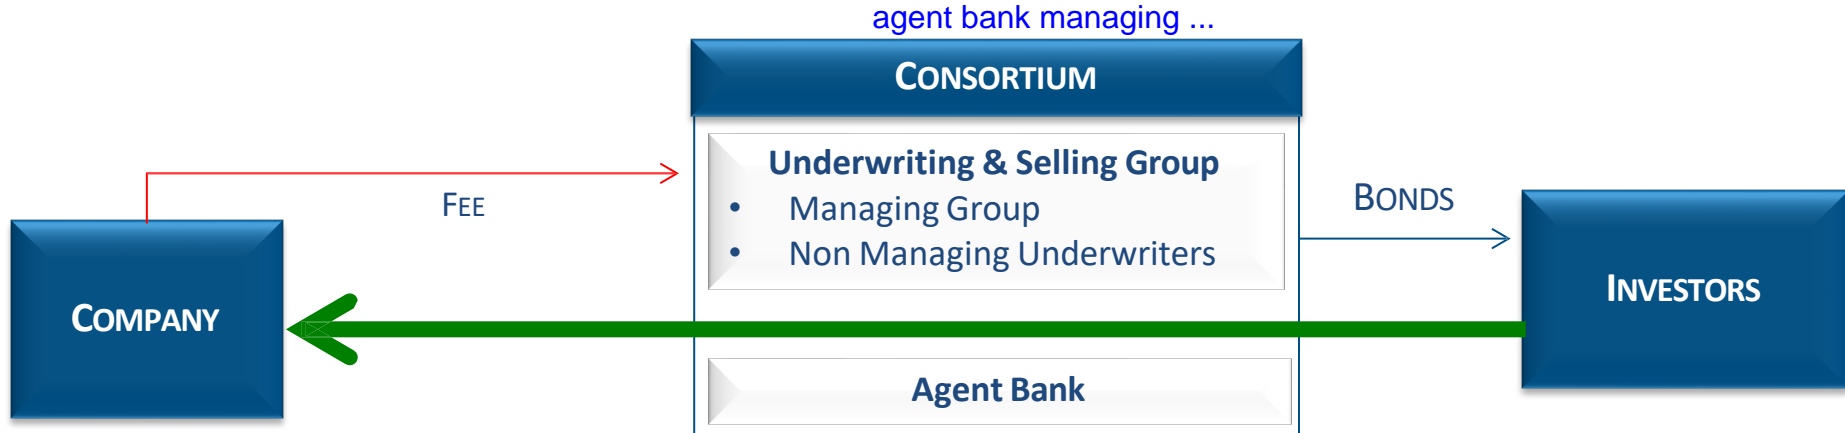 agent bank managing ...
CONSORTIUM
Underwriting & Selling Group
• Managing Group
• Non Managing Underwriters
FEE
BONDS
COMPANY
INVESTORS
Agent Bank